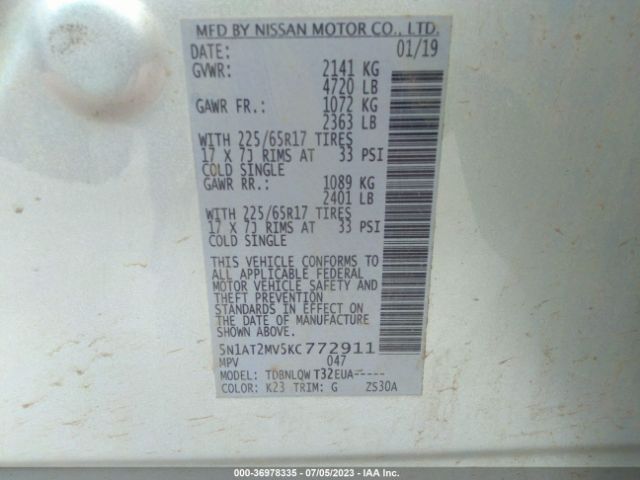 MFD BY NISSAN MOTOR CO., LTD.
DATE: 01/19
GVWR: 2141 KG
4720 LB
GAWR FR.: 1072 KG
2363 LB
WITH 225/65R17 TIRES
17 X 7J RIMS AT 33 PSI
COLD SINGLE
GAWR RR.: 1089 KG
2401 LB
WITH 225/65R17 TIRES
17 X 7J RIMS AT 33 PSI
COLD SINGLE
THIS VEHICLE CONFORMS TO
ALL APPLICABLE FEDERAL
MOTOR VEHICLE SAFETY AND
THEFT PREVENTION
STANDARDS IN EFFECT ON
THE DATE OF MANUFACTURE
SHOWN ABOVE.
5N1AT2MV5KC772911
MPV 047
MODEL: TDBNLQW T32EUA-----
COLOR: K23 TRIM: G ZS30A
000-36978335 / 07/05/2023 - IAA Inc.